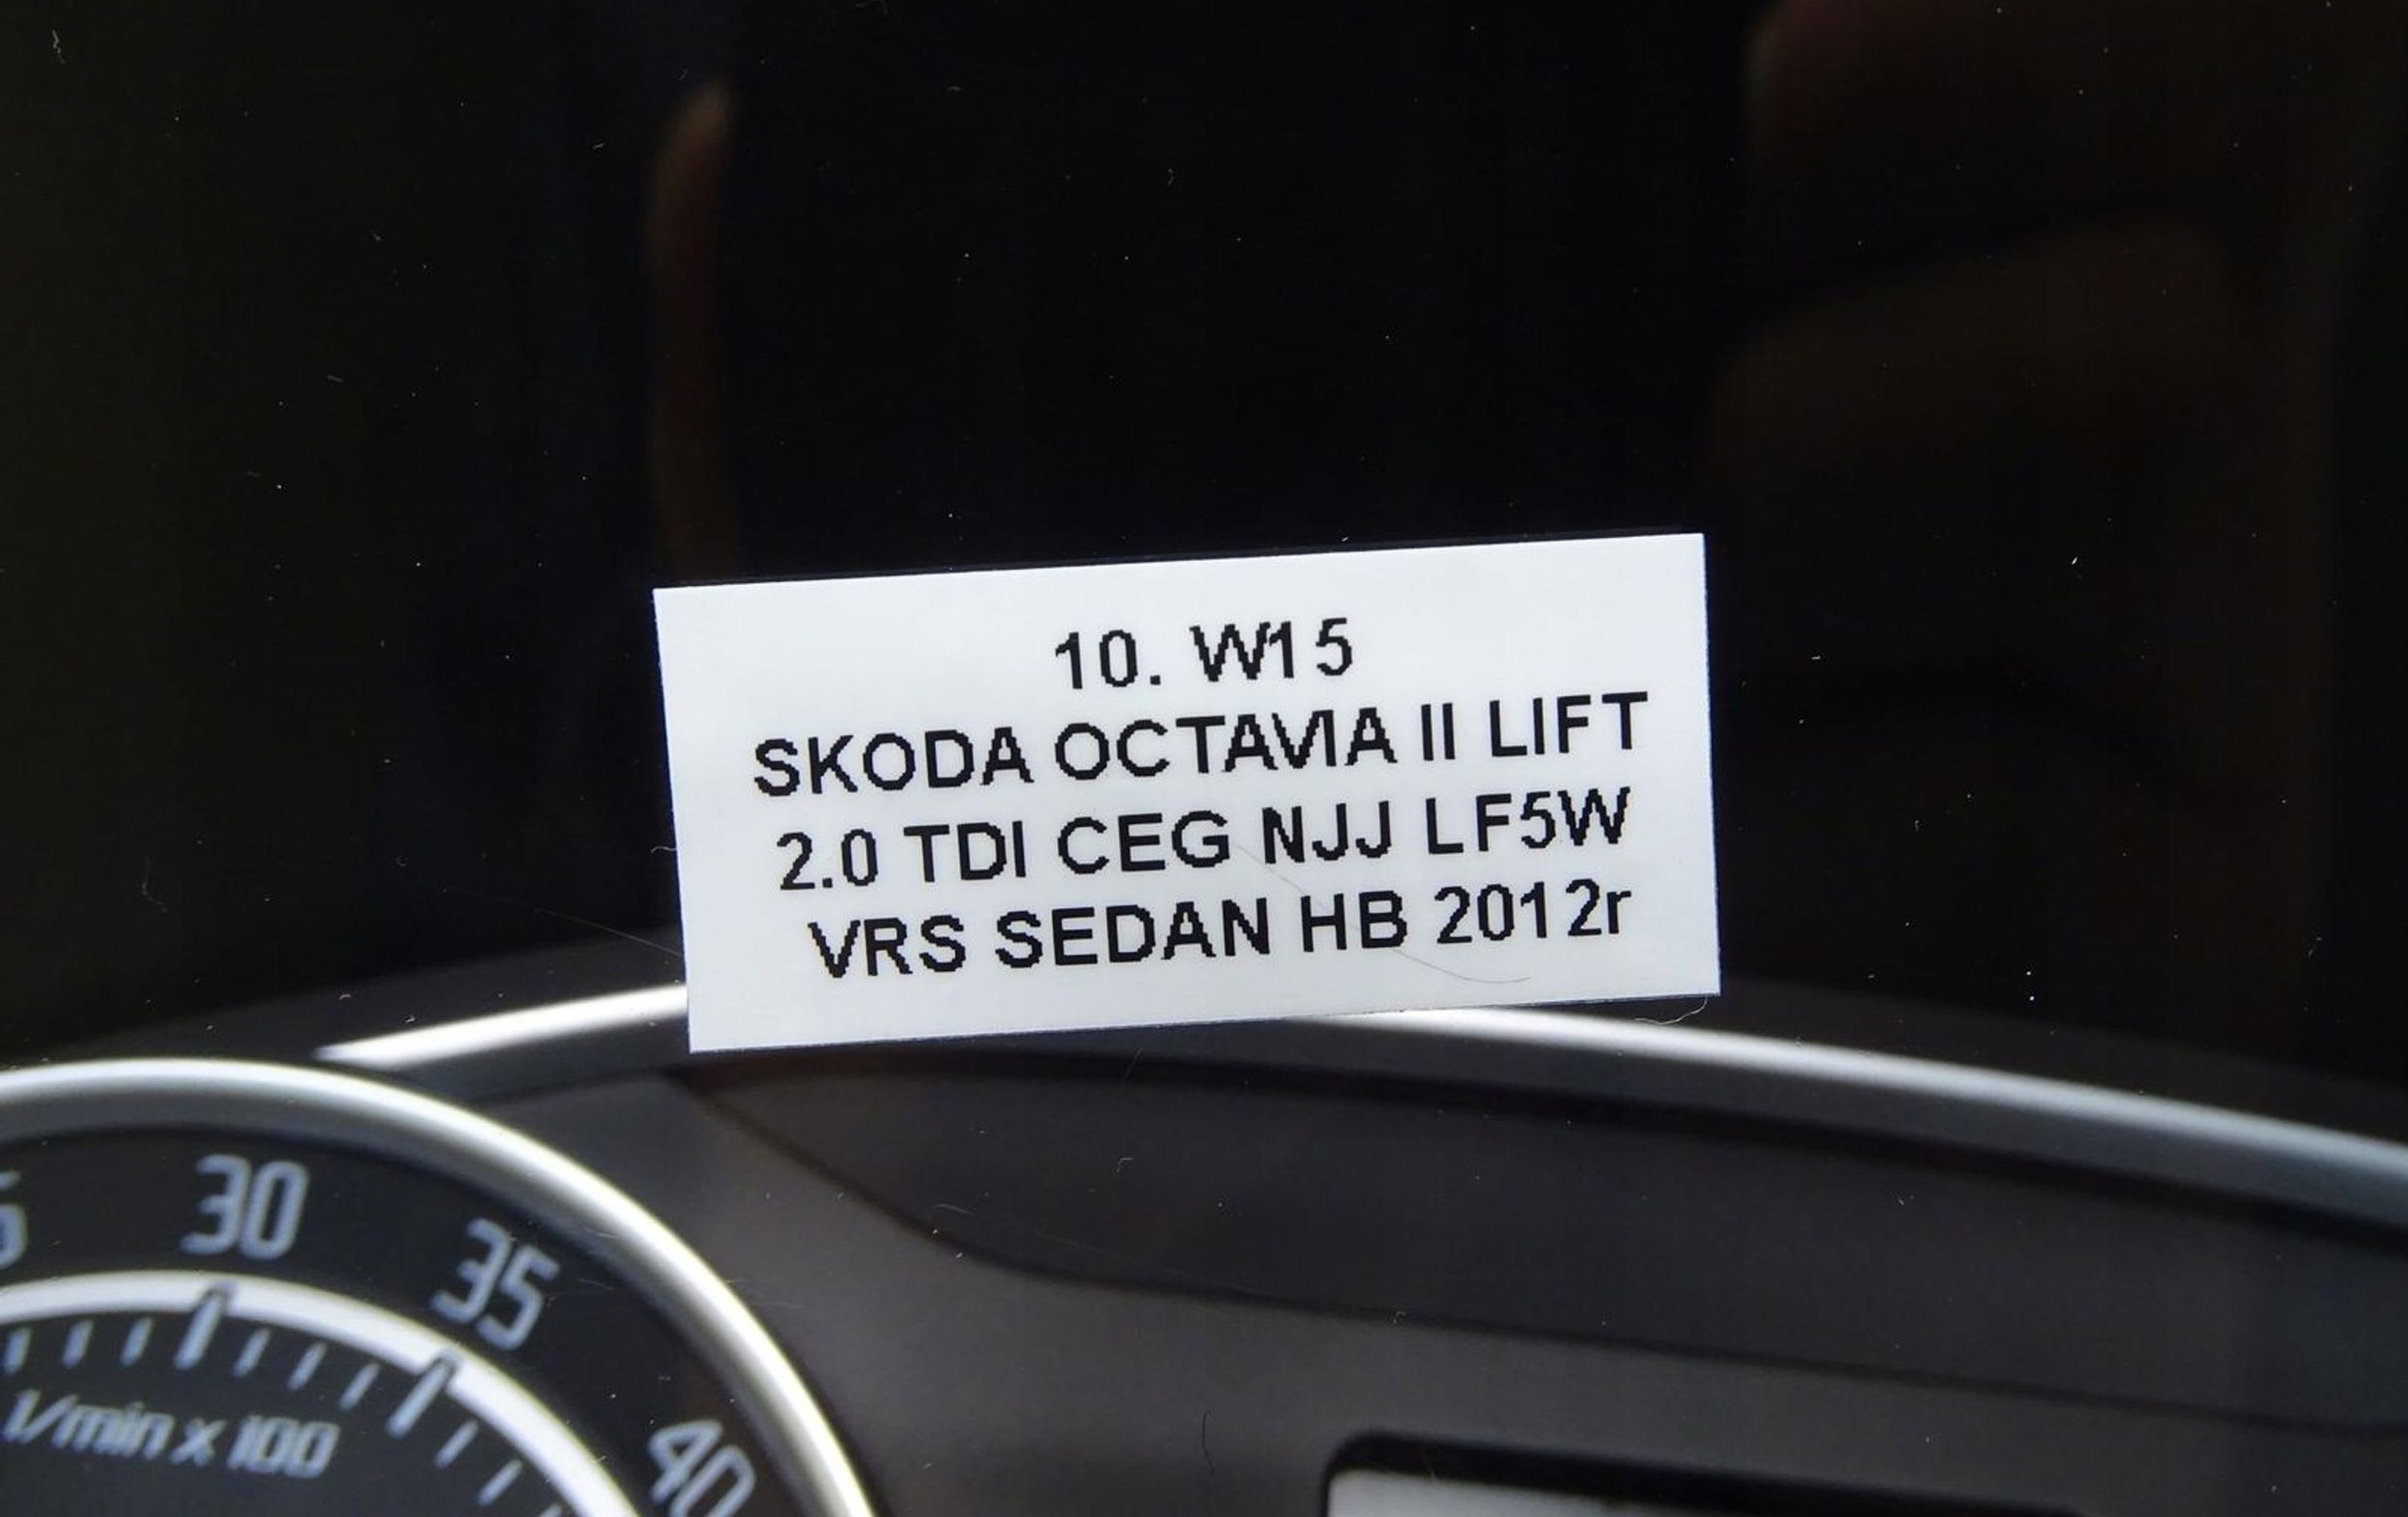 10. W15
SKODA OCTAVIA II LIFT
2.0 TDI CEG NJJ LF5W
VRS SEDAN HB 2012r
30
35
40
1/min x 100